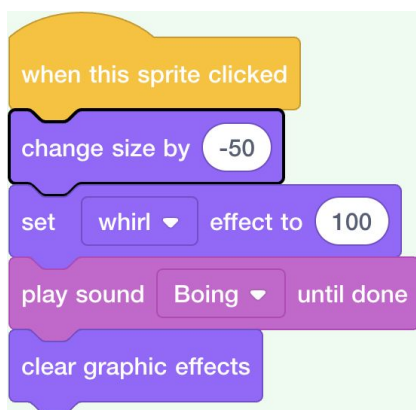 when this sprite clicked
change size by -50
set whirl effect to 100
play sound Boing until done
clear graphic effects